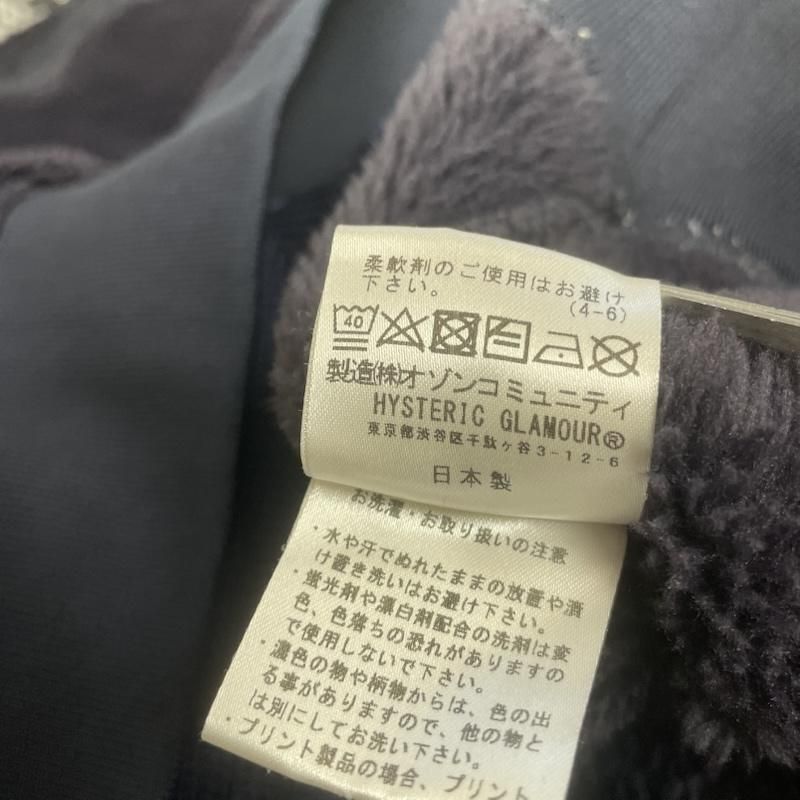 柔軟剤のご使用はお避け
下さい。
(4-6)
40
製造(株)オゾンコミュニティ
HYSTERIC GLAMOUR®
東京都渋谷区千駄ヶ谷3-12-6
日本製
お洗濯・お取り扱いの注意
・水や汗でぬれたままの放置や酒
け置き洗いはお避け下さい。
・蛍光剤や漂白剤配合の洗剤は変
色、色落ちの恐れがありますの
で使用しないで下さい。
・濃色の物や柄物からは、色の出
る事がありますので、他の物と
は別にしてお洗い下さい。
・プリント製品の場合、プリント